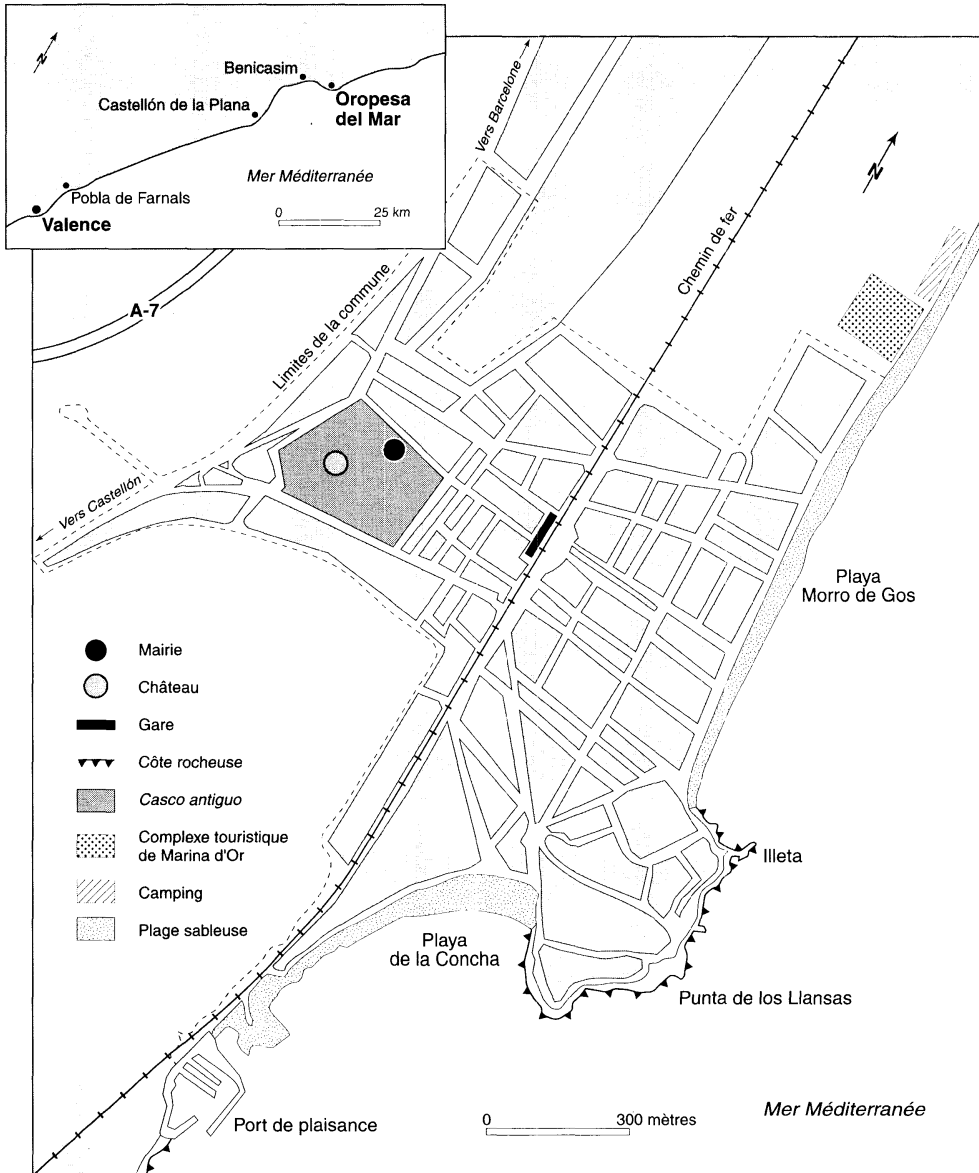 N
Benicasim
Castellón de la Plana
Oropesa
del Mar
Mer Méditerranée
Pobla de Farnals
Valence
0 25 km
Vers Barcelone
N
Chemin de fer
A-7
Limites de la commune
Vers Castellón
Playa
Morro de Gos
Mairie
Château
Gare
Côte rocheuse
Casco antiguo
Complexe touristique
de Marina d'Or
Camping
Plage sableuse
Illeta
Playa
de la Concha
Punta de los Llansas
Port de plaisance
0 300 mètres
Mer Méditerranée